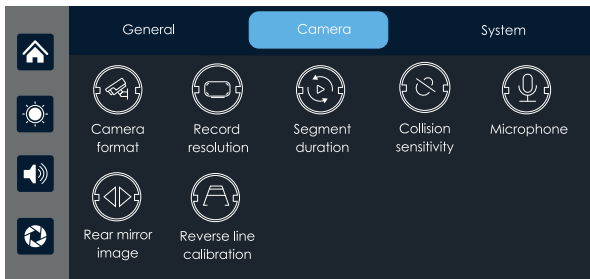 General Camera System
Camera format
Record resolution
Segment duration
Collision sensitivity
Microphone
Rear mirror image
Reverse line calibration